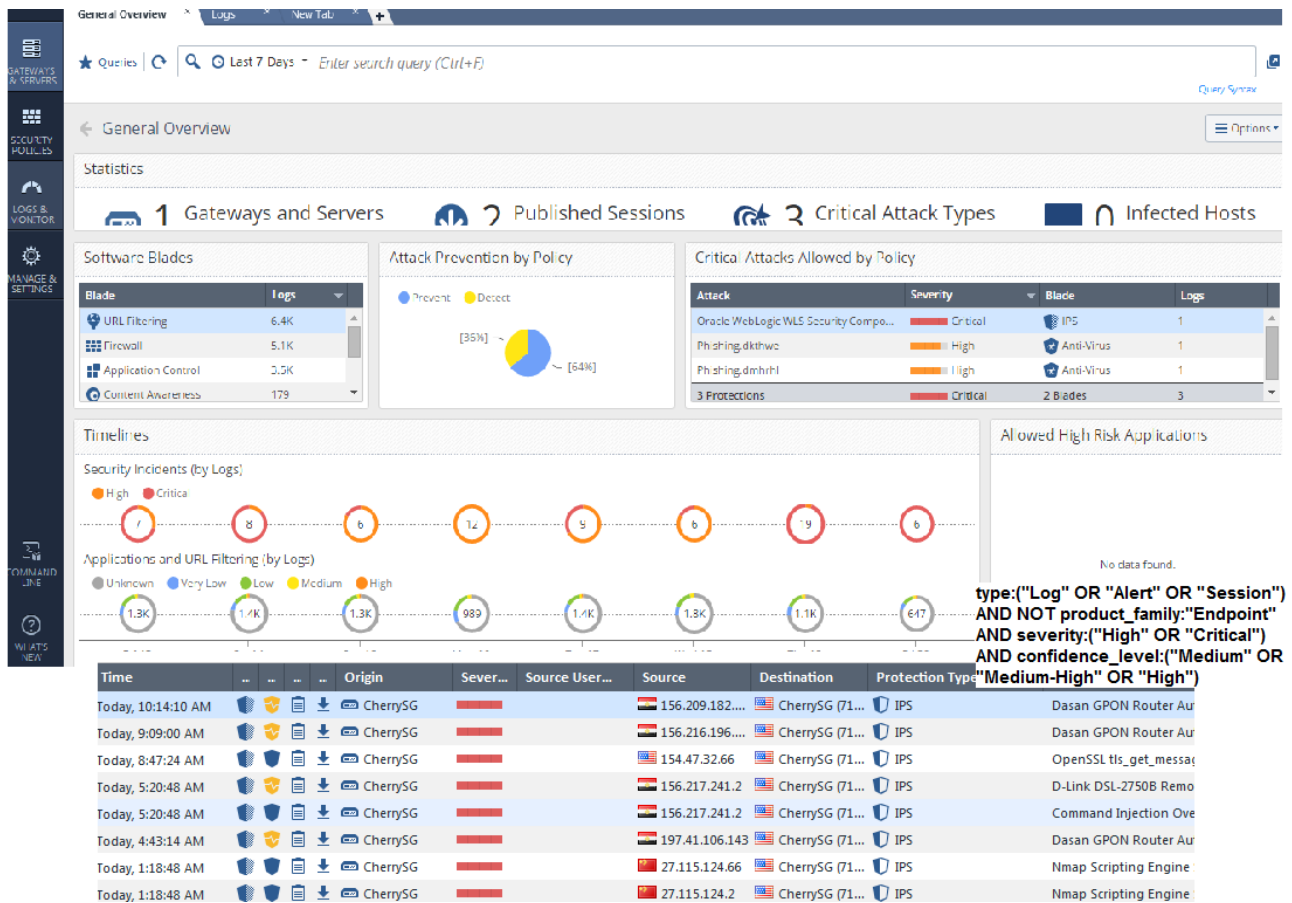 General Overview × Logs × New Tab × +
GATEWAYS
& SERVERS
Queries Last 7 Days Enter search query (Ctrl+F)
Query Syntax
SECURITY
POLICIES
General Overview Options
Statistics
LOGS &
MONITOR
1 Gateways and Servers 2 Published Sessions 3 Critical Attack Types 0 Infected Hosts
MANAGE &
SETTINGS
Software Blades
Blade Logs
URL Filtering 6.4K
Firewall 5.1K
Application Control 3.5K
Content Awareness 179
Attack Prevention by Policy
Prevent Detect
[36%]
[64%]
Critical Attacks Allowed by Policy
Attack Severity Blade Logs
Oracle WebLogic WLS Security Compo... Critical IPS 1
Phishing.dkthwe High Anti-Virus 1
Phishing.dmhrhl High Anti-Virus 1
3 Protections Critical 2 Blades 3
Timelines
Security Incidents (by Logs)
High Critical
7 8 6 12 9 6 19 6
Applications and URL Filtering (by Logs)
Unknown Very Low Low Medium High
1.3K 1.4K 1.3K 989 1.4K 1.3K 1.1K 647
Allowed High Risk Applications
No data found.
COMMAND
LINE
WHAT'S
NEW
type:("Log" OR "Alert" OR "Session")
AND NOT product_family:"Endpoint"
AND severity:("High" OR "Critical")
AND confidence_level:("Medium" OR
"Medium-High" OR "High")
Time ... ... ... ... Origin Sever... Source User... Source Destination Protection Type
Today, 10:14:10 AM CherrySG 156.209.182.... CherrySG (71... IPS Dasan GPON Router Au
Today, 9:09:00 AM CherrySG 156.216.196.... CherrySG (71... IPS Dasan GPON Router Au
Today, 8:47:24 AM CherrySG 154.47.32.66 CherrySG (71... IPS OpenSSL tls_get_messag
Today, 5:20:48 AM CherrySG 156.217.241.2 CherrySG (71... IPS D-Link DSL-2750B Remo
Today, 5:20:48 AM CherrySG 156.217.241.2 CherrySG (71... IPS Command Injection Ove
Today, 4:43:14 AM CherrySG 197.41.106.143 CherrySG (71... IPS Dasan GPON Router Au
Today, 1:18:48 AM CherrySG 27.115.124.66 CherrySG (71... IPS Nmap Scripting Engine
Today, 1:18:48 AM CherrySG 27.115.124.2 CherrySG (71... IPS Nmap Scripting Engine